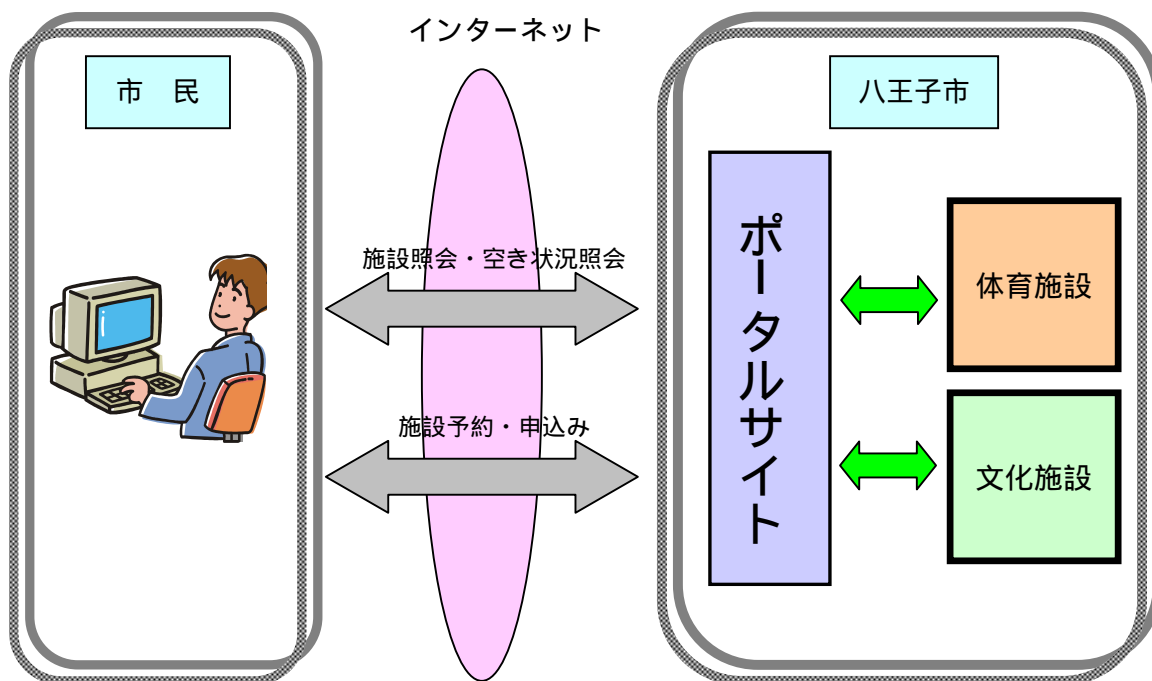 インターネット
市　民
八王子市
施設照会・空き状況照会
施設予約・申込み
ポータルサイト
体育施設
文化施設